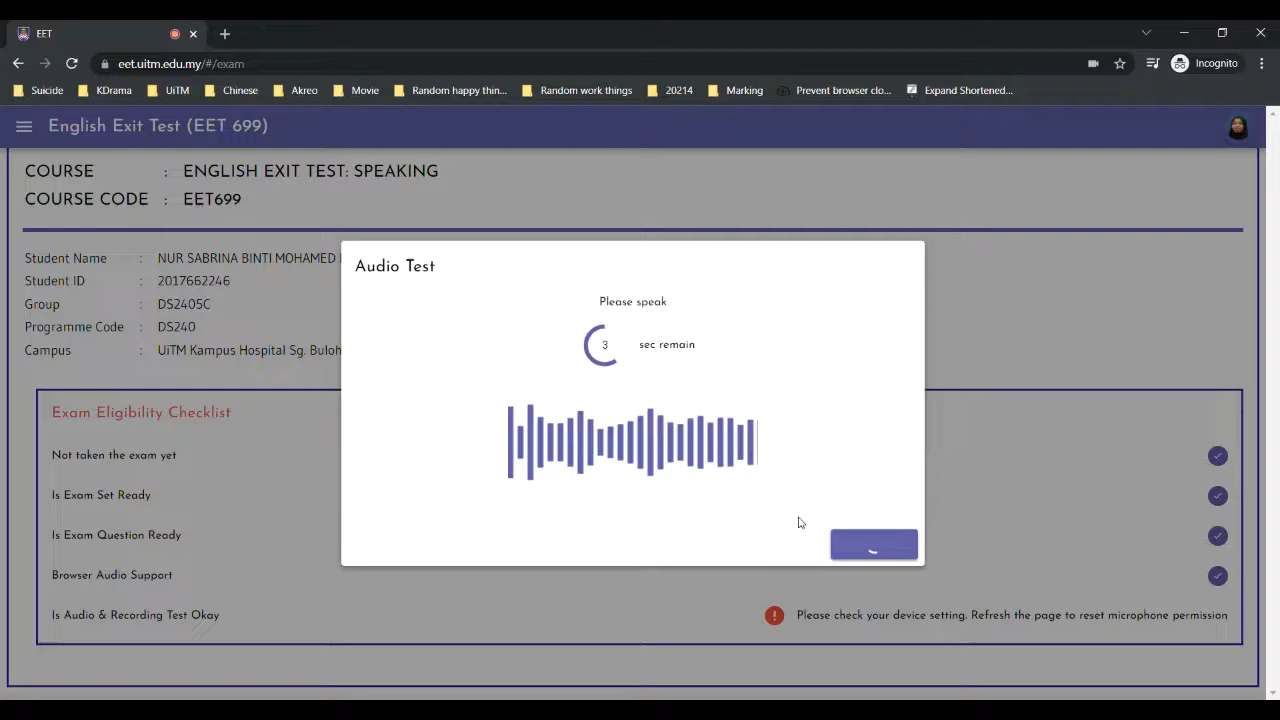 EET
eet.uitm.edu.my/#/exam
Incognito
Suicide KDrama UiTM Chinese Akreo Movie Random happy thin... Random work things 20214 Marking Prevent browser clo... Expand Shortened...
English Exit Test (EET 699)
COURSE : ENGLISH EXIT TEST: SPEAKING
COURSE CODE : EET699
Student Name : NUR SABRINA BINTI MOHAMED
Student ID : 2017662246
Group : DS2405C
Programme Code : DS240
Campus : UiTM Kampus Hospital Sg. Buloh
Audio Test
Please speak
3 sec remain
Exam Eligibility Checklist
Not taken the exam yet
Is Exam Set Ready
Is Exam Question Ready
Browser Audio Support
Is Audio & Recording Test Okay
Please check your device setting. Refresh the page to reset microphone permission